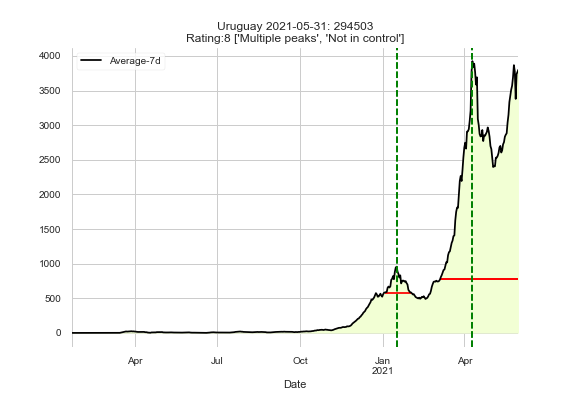 Uruguay 2021-05-31: 294503
Rating:8 ['Multiple peaks', 'Not in control']
Average-7d
4000
3500
3000
2500
2000
1500
1000
500
0
Apr
Jul
Oct
Jan
2021
Apr
Date